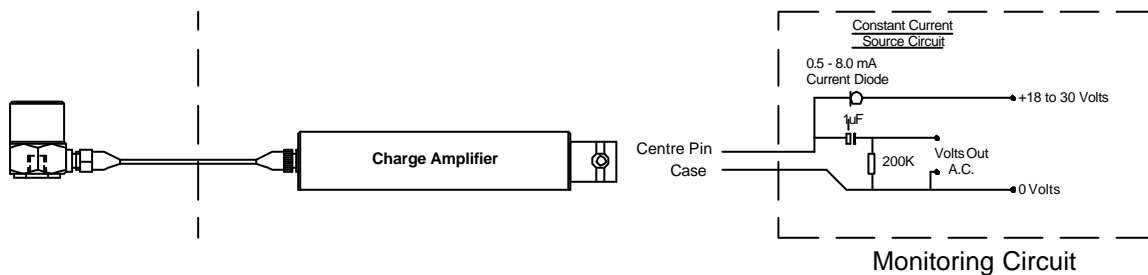 Constant Current
Source Circuit
0.5 - 8.0 mA
Current Diode
+18 to 30 Volts
1uF
Charge Amplifier
Centre Pin
Case
200K
Volts Out
A.C.
0 Volts
Monitoring Circuit